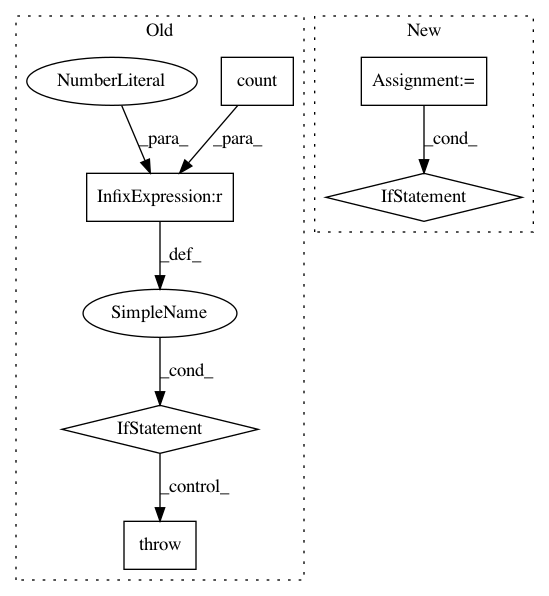 Old
New
NumberLiteral
count
Assignment:=
_para_
_para_
_cond_
InfixExpression:r
IfStatement
_def_
SimpleName
_cond_
IfStatement
_control_
throw